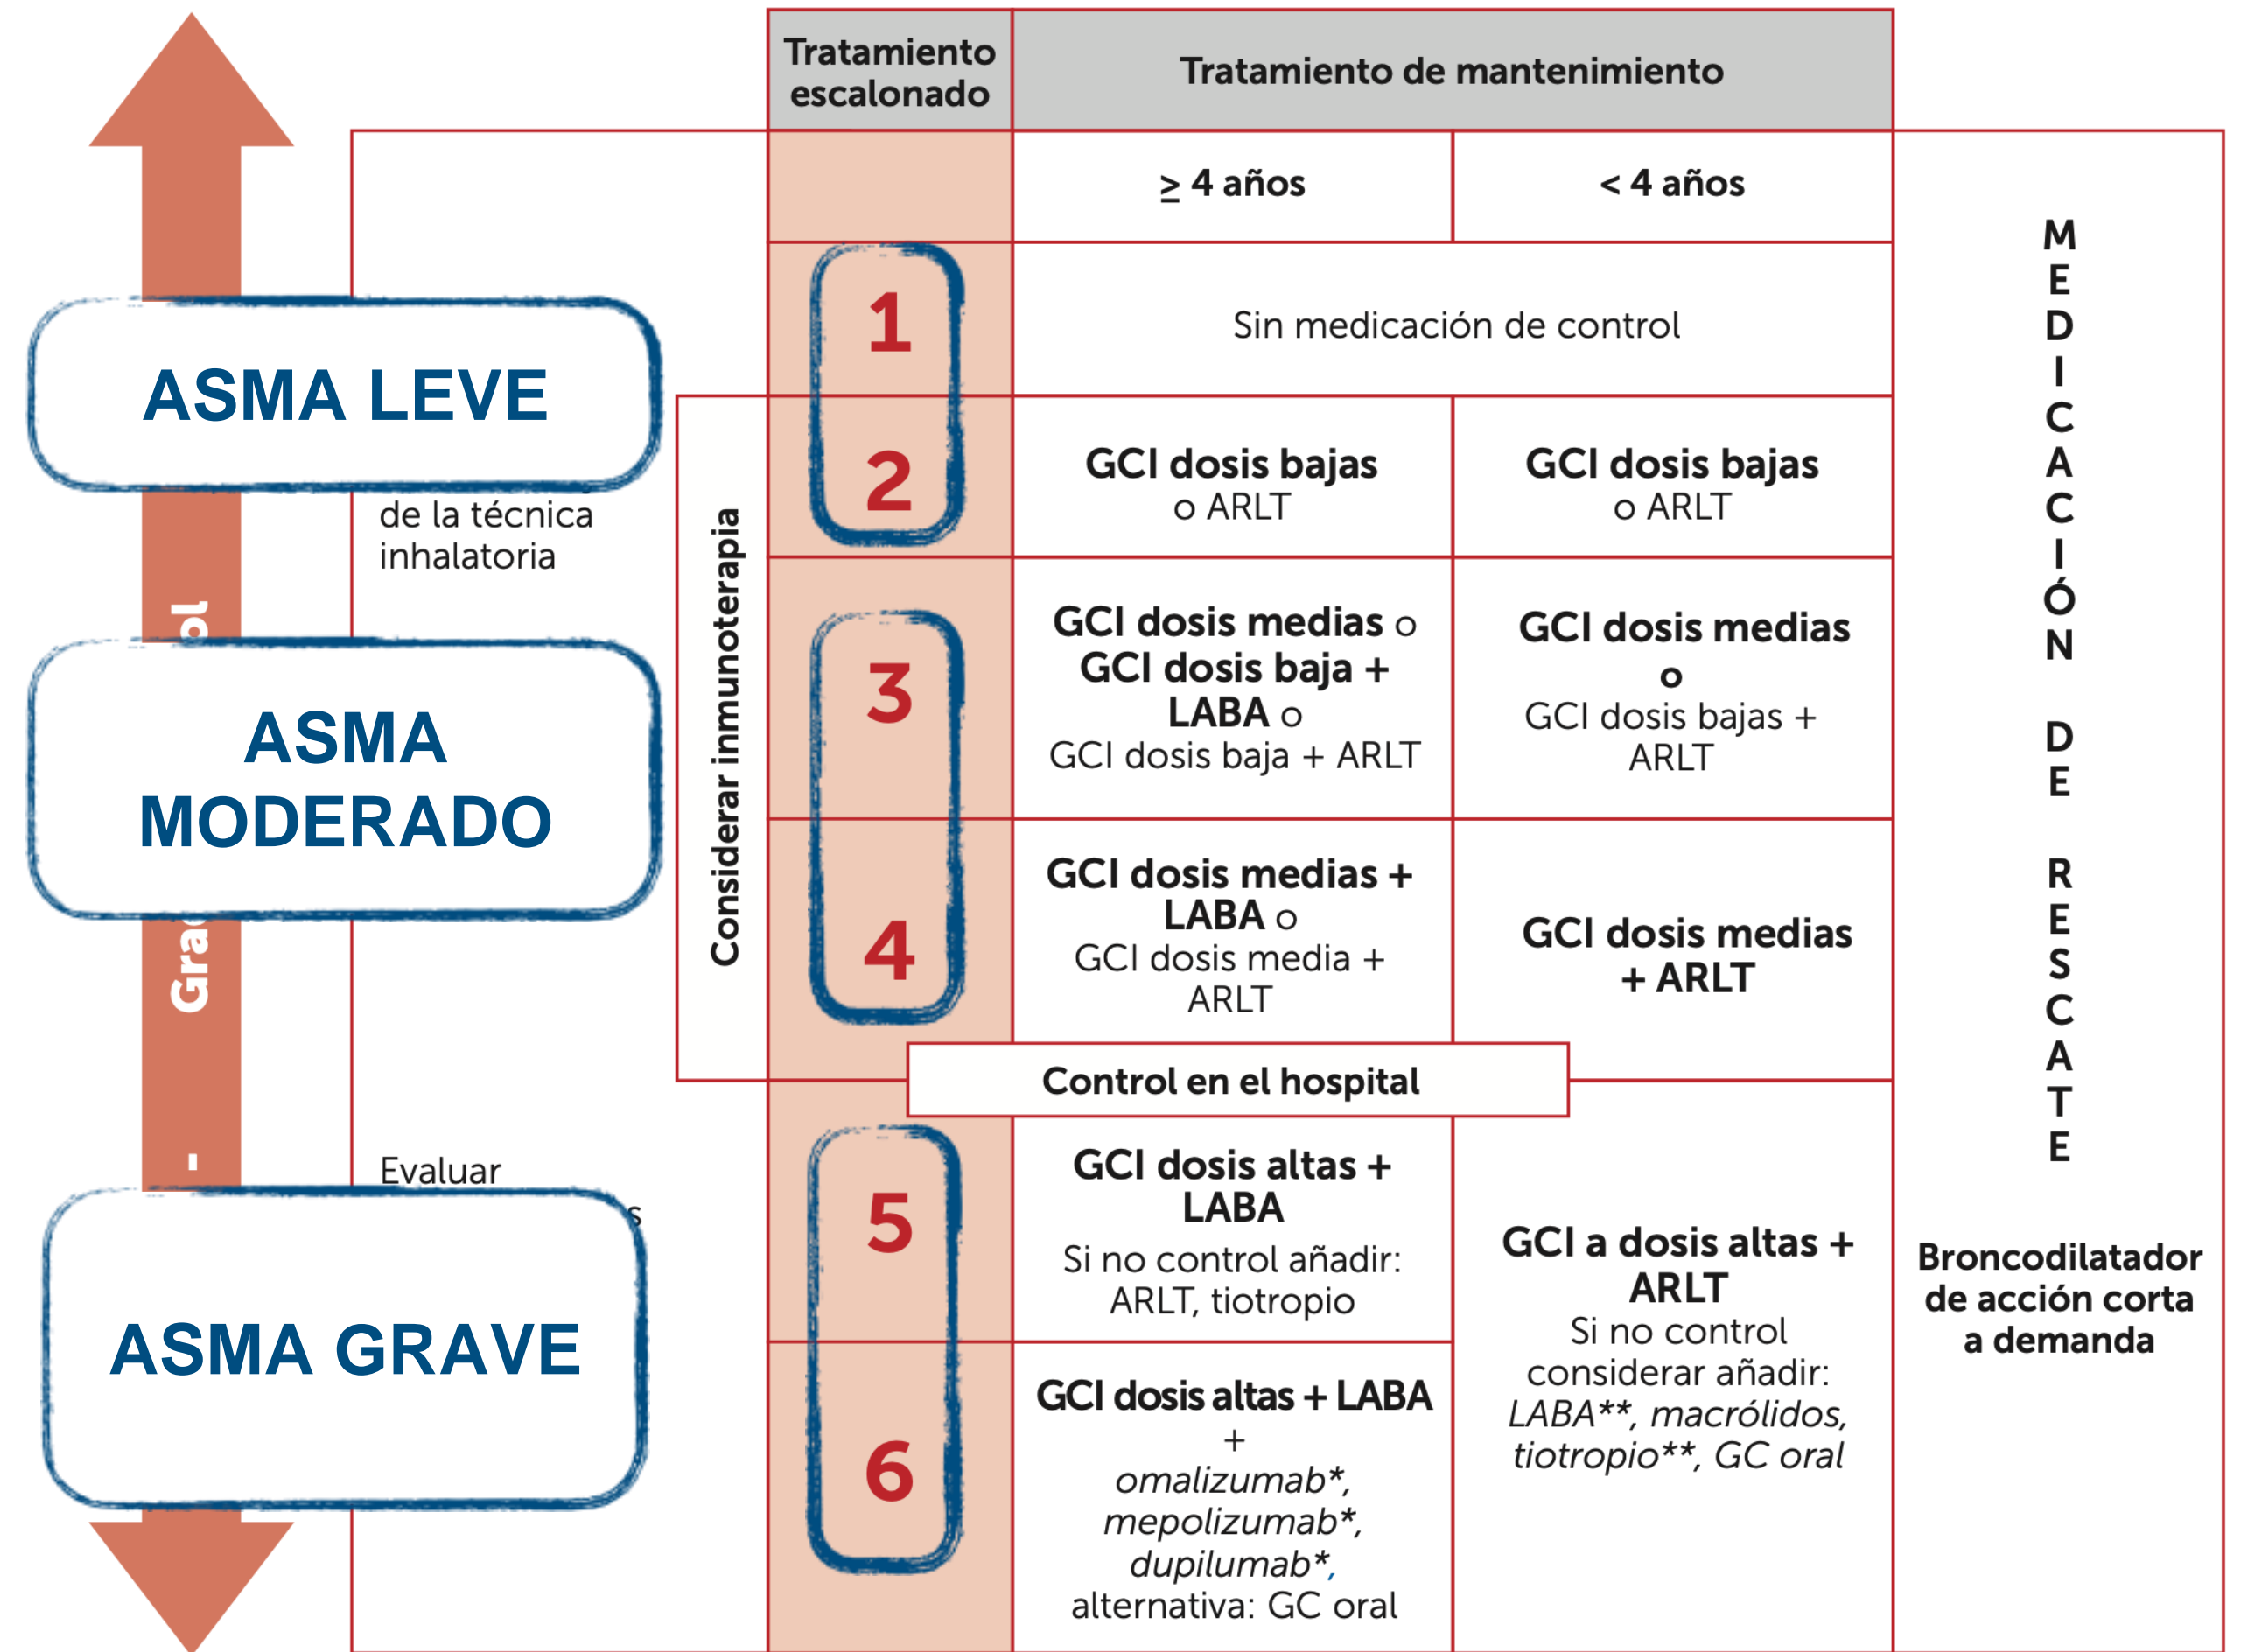 Tratamiento
escalonado
Tratamiento de mantenimiento
≥ 4 años
< 4 años
ASMA LEVE
de la técnica
inhalatoria
ASMA
MODERADO
Evaluar
ASMA GRAVE
-
Considerar inmunoterapia
1
Sin medicación de control
2
GCI dosis bajas
o ARLT
GCI dosis bajas
o ARLT
3
GCI dosis medias o
GCI dosis baja +
LABA o
GCI dosis baja + ARLT
GCI dosis medias
o
GCI dosis bajas +
ARLT
4
GCI dosis medias +
LABA o
GCI dosis media +
ARLT
GCI dosis medias
+ ARLT
Control en el hospital
5
GCI dosis altas +
LABA
Si no control añadir:
ARLT, tiotropio
6
GCI dosis altas + LABA
+
omalizumab*,
mepolizumab*,
dupilumab*,
alternativa: GC oral
GCI a dosis altas +
ARLT
Si no control
considerar añadir:
LABA**, macrólidos,
tiotropio**, GC oral
MEDICACIÓN DE RESCATE
Broncodilatador
de acción corta
a demanda